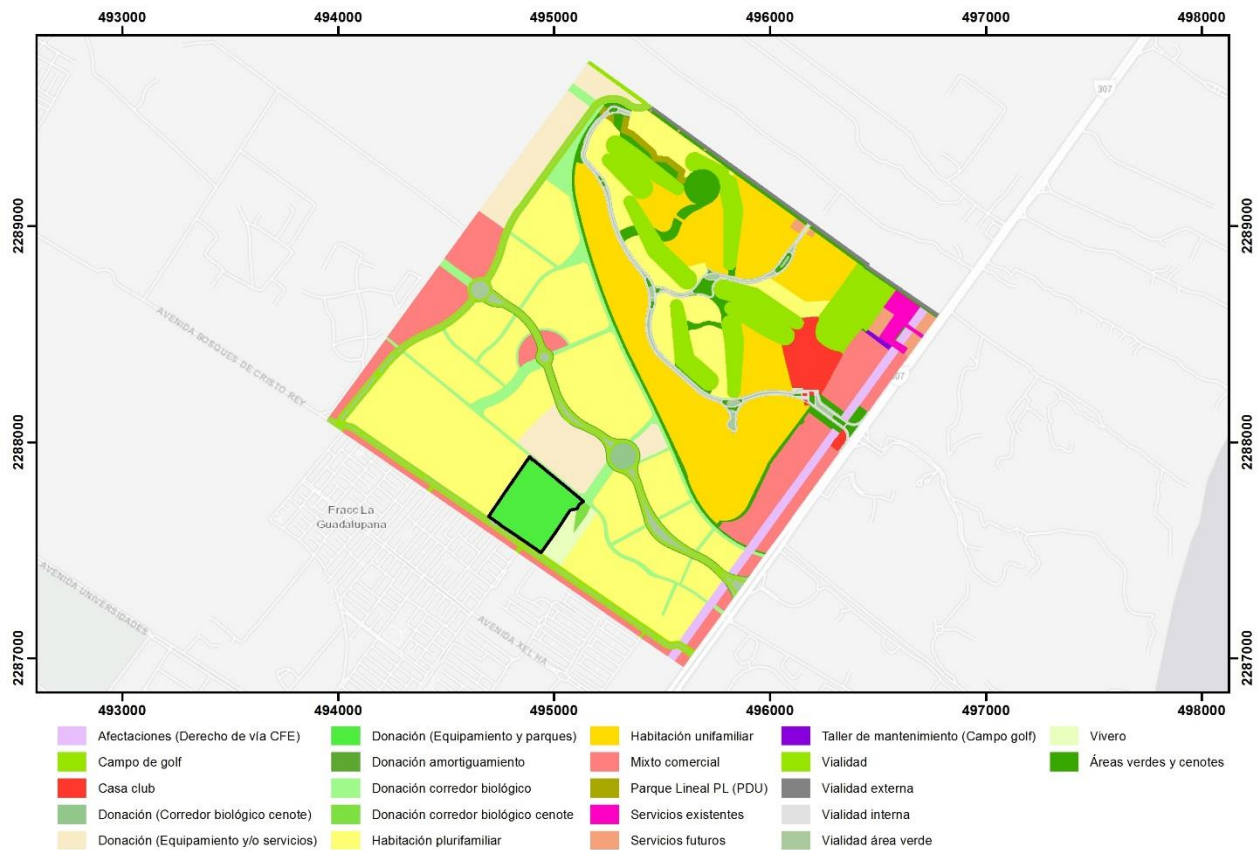 493000 494000 495000 496000 497000 498000
307
2289000 2289000
AVENIDA BOSQUES DE CRISTO REY
307
2288000 2288000
Fracc La
Guadalupana
AVENIDA UNIVERSIDADES
AVENIDA XEL HA
2287000 2287000
493000 494000 495000 496000 497000 498000
Afectaciones (Derecho de vía CFE)
Campo de golf
Casa club
Donación (Corredor biológico cenote)
Donación (Equipamiento y/o servicios)
Donación (Equipamiento y parques)
Donación amortiguamiento
Donación corredor biológico
Donación corredor biológico cenote
Habitación plurifamiliar
Habitación unifamiliar
Mixto comercial
Parque Lineal PL (PDU)
Servicios existentes
Servicios futuros
Taller de mantenimiento (Campo golf)
Vialidad
Vialidad externa
Vialidad interna
Vialidad área verde
Vivero
Áreas verdes y cenotes